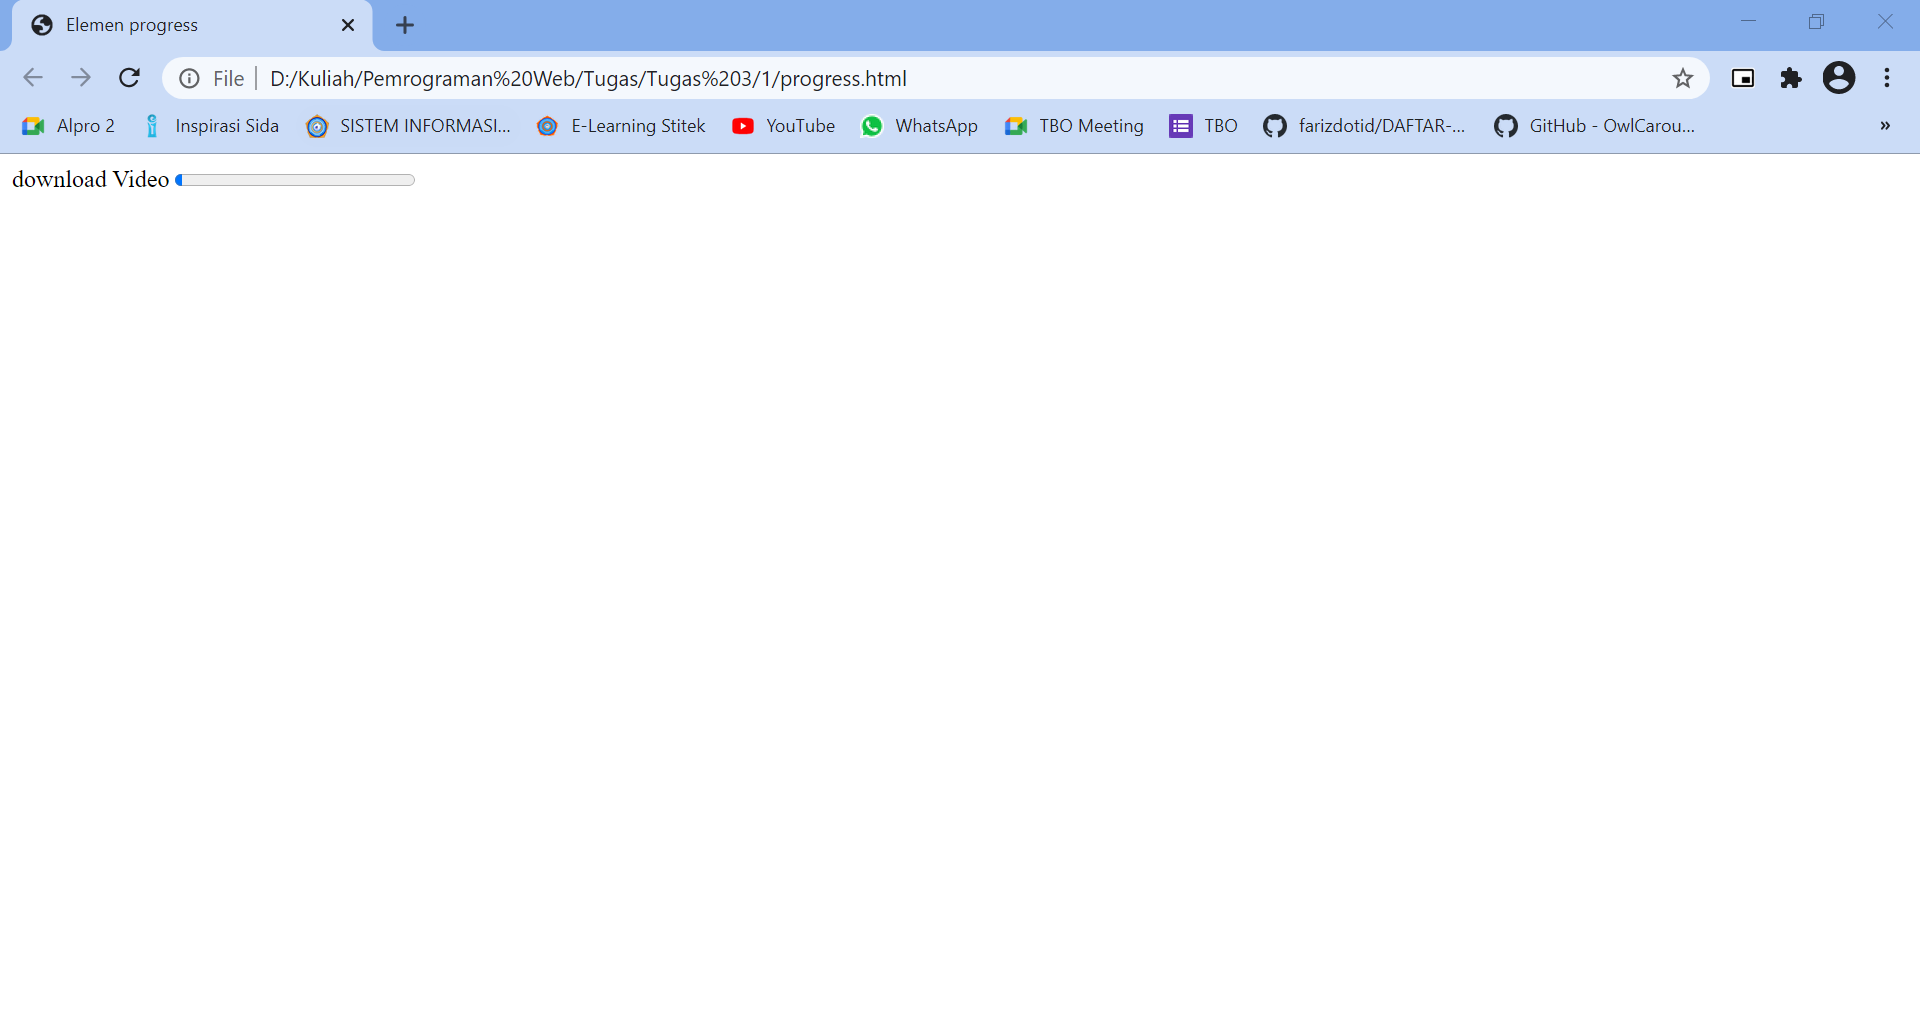 Elemen progress
File D:/Kuliah/Pemrograman%20Web/Tugas/Tugas%203/1/progress.html
Alpro 2 Inspirasi Sida SISTEM INFORMASI... E-Learning Stitek YouTube WhatsApp TBO Meeting TBO farizdotid/DAFTAR-... GitHub - OwlCarou... »
download Video